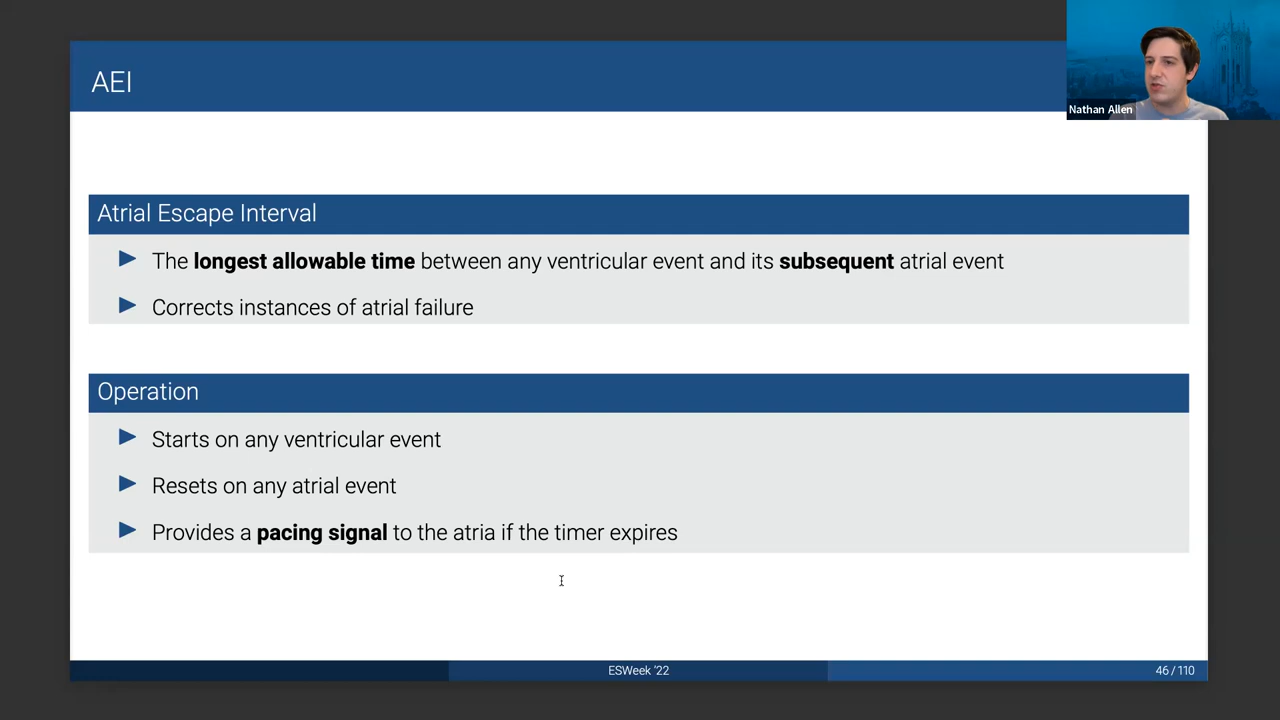 AEI
Nathan Allen
Atrial Escape Interval
The longest allowable time between any ventricular event and its subsequent atrial event
Corrects instances of atrial failure
Operation
Starts on any ventricular event
Resets on any atrial event
Provides a pacing signal to the atria if the timer expires
ESWeek '22
46 / 110